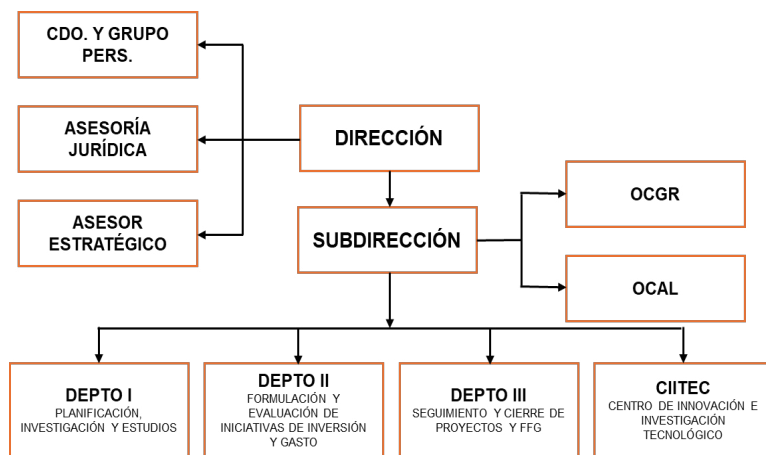 CDO. Y GRUPO
PERS.
ASESORÍA
JURÍDICA
ASESOR
ESTRATÉGICO
DIRECCIÓN
SUBDIRECCIÓN
OCGR
OCAL
DEPTO I
PLANIFICACIÓN,
INVESTIGACIÓN Y ESTUDIOS
DEPTO II
FORMULACIÓN Y
EVALUACIÓN DE
INICIATIVAS DE INVERSIÓN
Y GASTO
DEPTO III
SEGUIMIENTO Y CIERRE DE
PROYECTOS Y FFG
CIITEC
CENTRO DE INNOVACIÓN E
INVESTIGACIÓN
TECNOLÓGICO